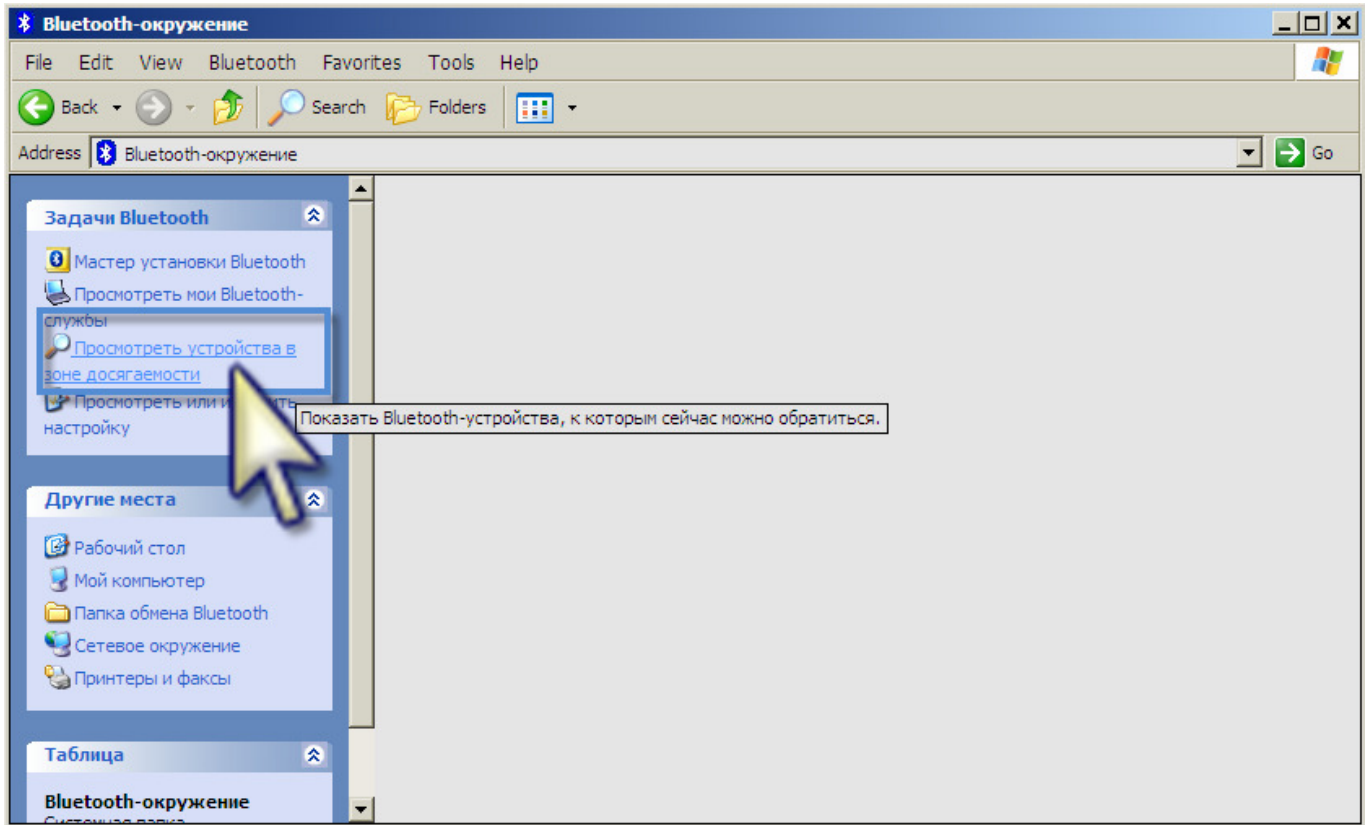 Bluetooth-окружение
File Edit View Bluetooth Favorites Tools Help
Back Search Folders
Address Bluetooth-окружение Go
Задачи Bluetooth
Мастер установки Bluetooth
Просмотреть мои Bluetooth-
службы
Просмотреть устройства в
зоне досягаемости
Просмотреть или
настройку
Показать Bluetooth-устройства, к которым сейчас можно обратиться.
Другие места
Рабочий стол
Мой компьютер
Папка обмена Bluetooth
Сетевое окружение
Принтеры и факсы
Таблица
Bluetooth-окружение
Системная папка